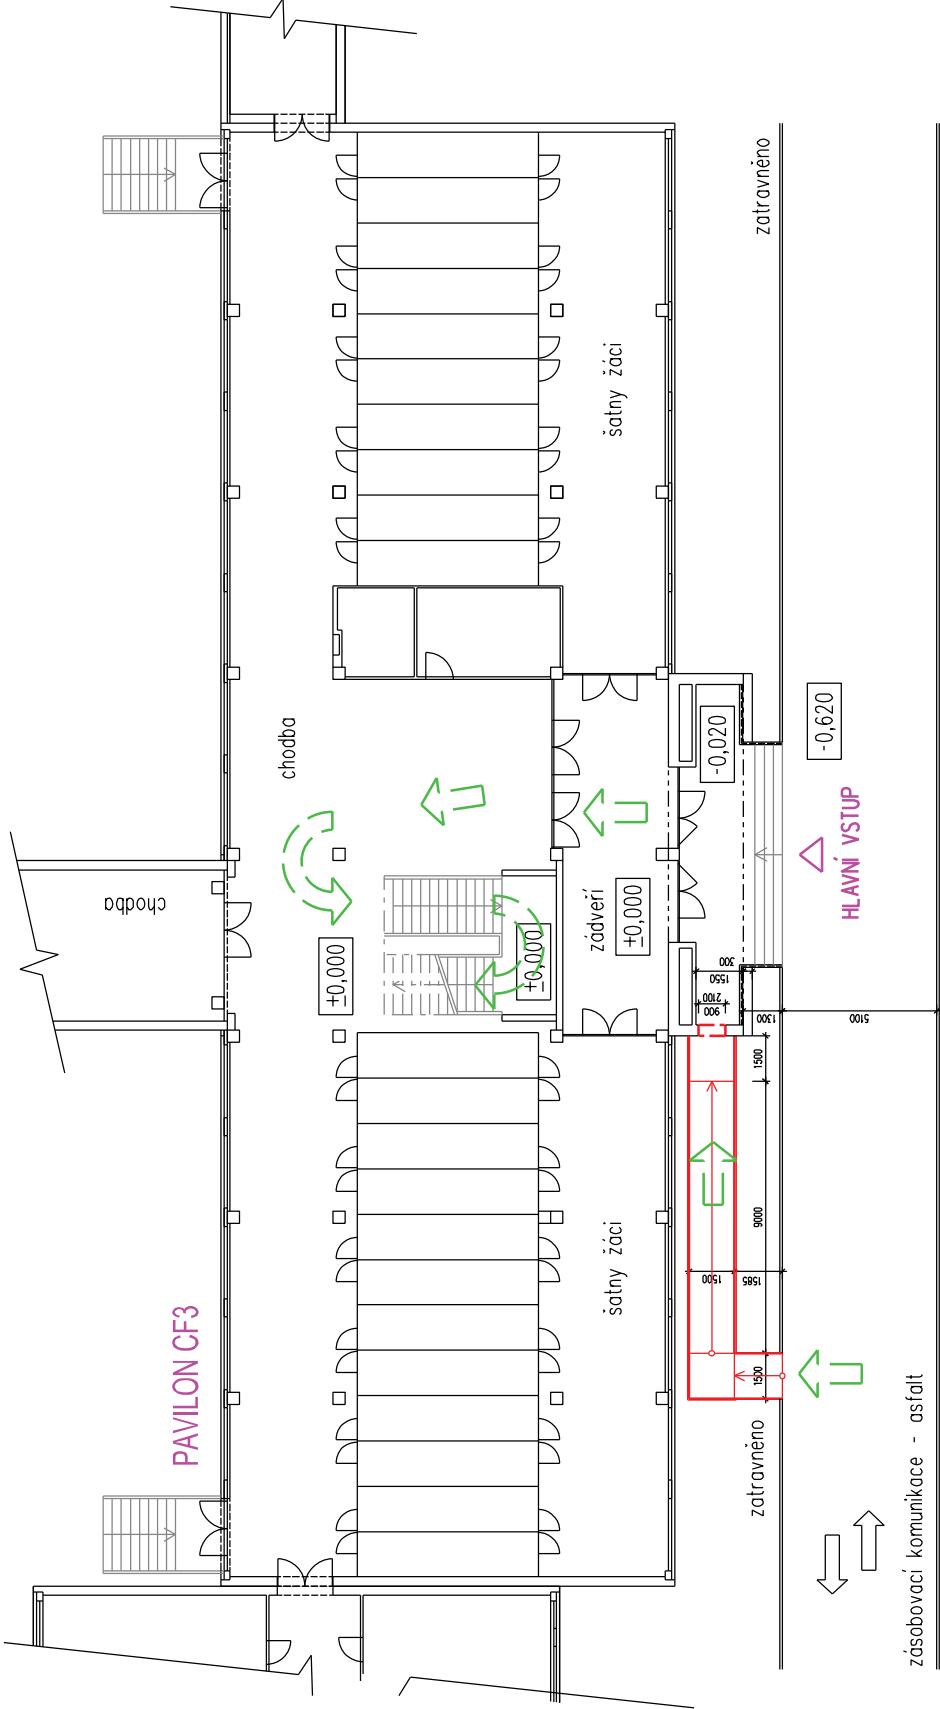 PAVILON CF3
chodba
chodba
zatravněno
šatny žáci
-0,020
-0,620
HLAVNÍ VSTUP
±0,000
±0,000
zádveří
±0,000
300
1550
2100
900
1300
5100
1500
9000
1500
1585
1500
šatny žáci
zatravněno
zásobovací komunikace - asfalt